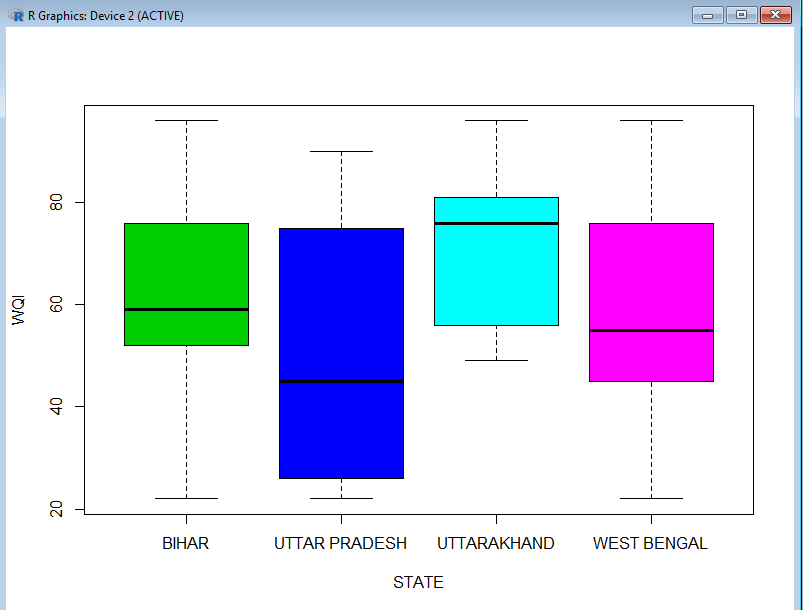 R Graphics: Device 2 (ACTIVE)
80
60
40
20
WQI
BIHAR UTTAR PRADESH UTTARAKHAND WEST BENGAL
STATE